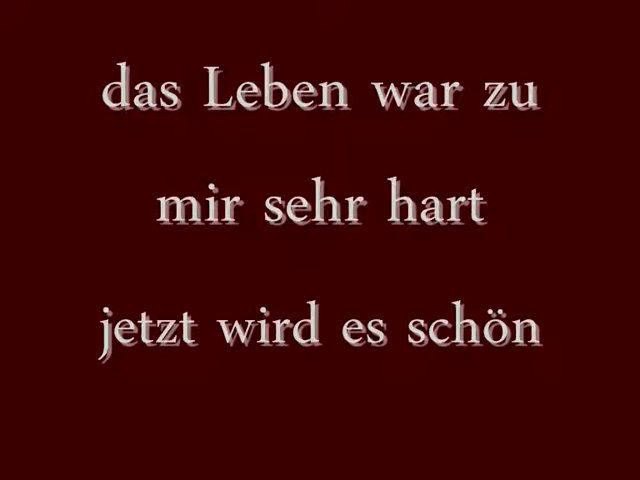 das Leben war zu
mir sehr hart
jetzt wird es schön